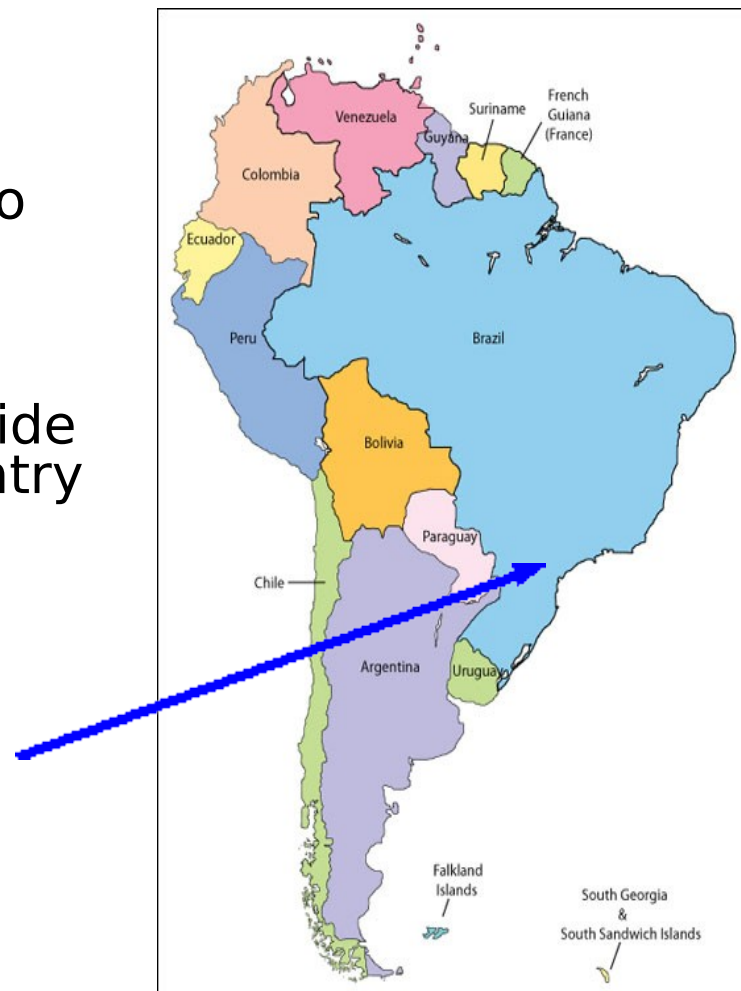 o
ide
ntry
French
Guiana
(France)
Suriname
Venezuela
Guyana
Colombia
Ecuador
Peru
Brazil
Bolivia
Paraguay
Chile
Argentina
Uruguay
Falkland
Islands
South Georgia
&
South Sandwich Islands